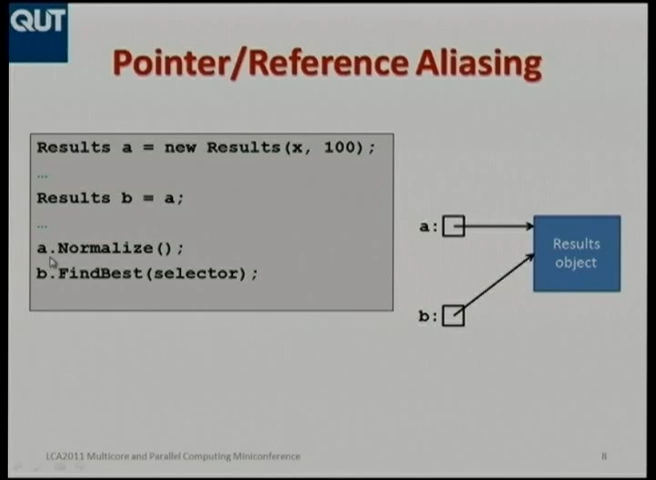 QUT
Pointer/Reference Aliasing
Results a = new Results(x, 100);
...
Results b = a;
...
a.Normalize();
b.FindBest(selector);
a:
Results
object
b:
LCA2011 Multicore and Parallel Computing Miniconference
8